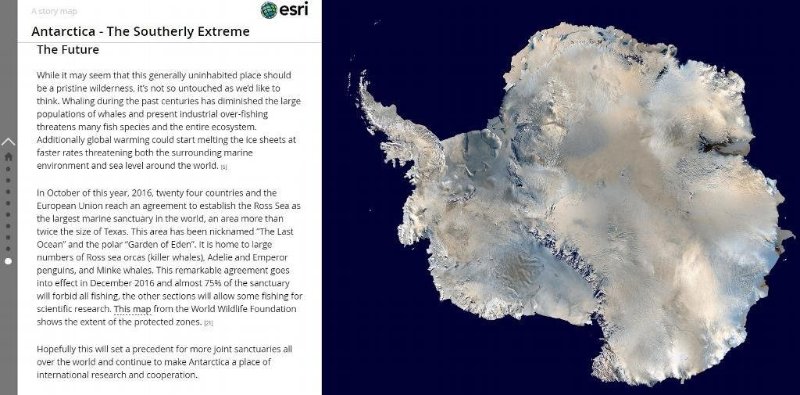 A story map
esri
Antarctica - The Southerly Extreme
The Future
While it may seem that this generally uninhabited place should
be a pristine wilderness, it's not so untouched as we'd like to
think. Whaling during the past centuries has diminished the large
populations of whales and present industrial over-fishing
threatens many fish species and the entire ecosystem.
Additionally global warming could start melting the ice sheets at
faster rates threatening both the surrounding marine
environment and sea level around the world.
In October of this year, 2016, twenty four countries and the
European Union reach an agreement to establish the Ross Sea as
the largest marine sanctuary in the world, an area more than
twice the size of Texas. This area has been nicknamed "The Last
Ocean" and the polar "Garden of Eden". It is home to large
numbers of Ross sea orcas (killer whales), Adelie and Emperor
penguins, and Minke whales. This remarkable agreement goes
into effect in December 2016 and almost 75% of the sanctuary
will forbid all fishing, the other sections will allow some fishing for
scientific research. This map from the World Wildlife Foundation
shows the extent of the protected zones.
Hopefully this will set a precedent for more joint sanctuaries all
over the world and continue to make Antarctica a place of
international research and cooperation.